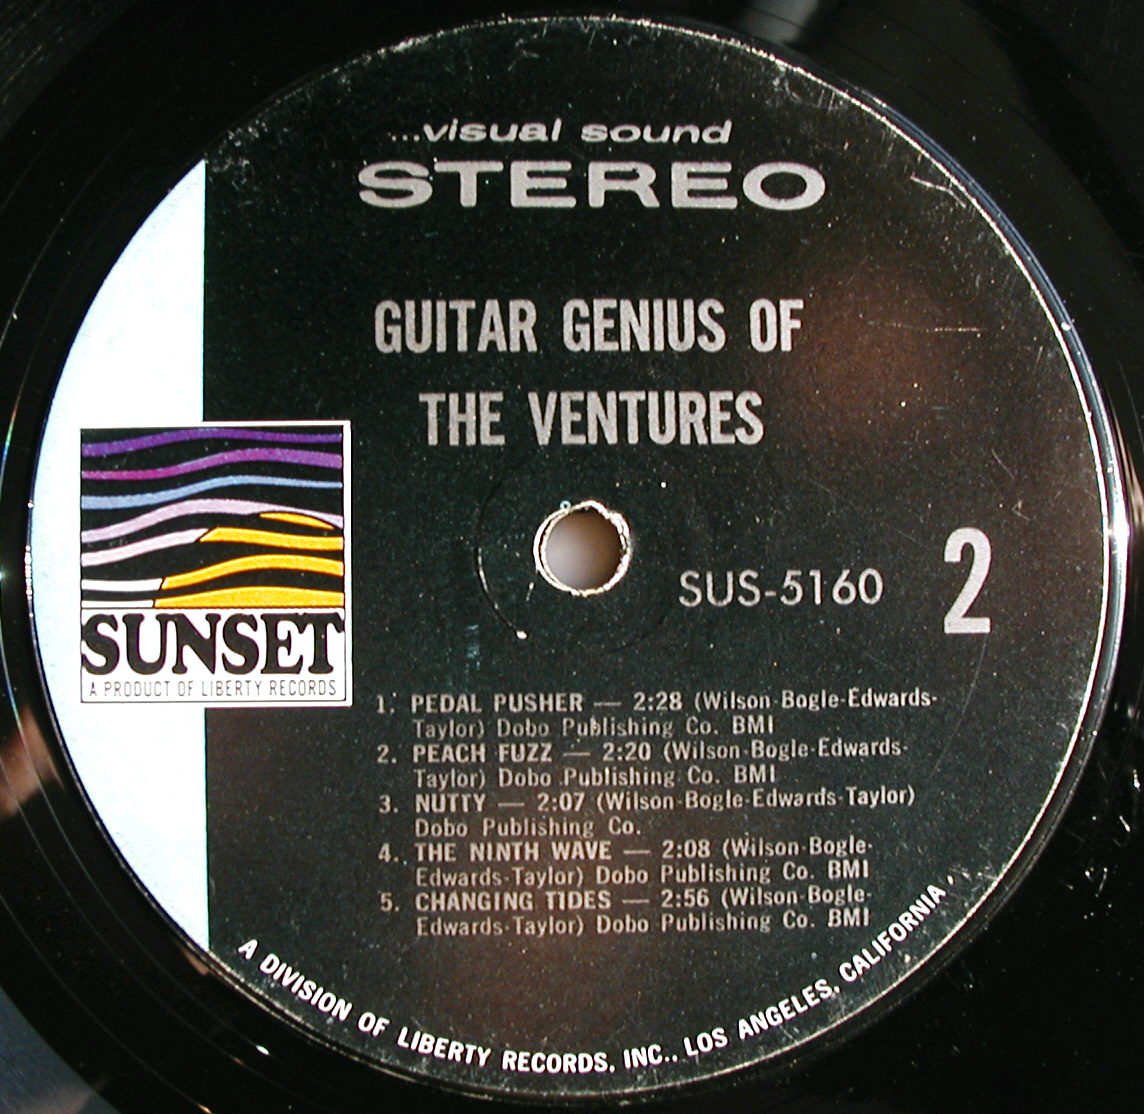 ...visual sound
STEREO
GUITAR GENIUS OF
THE VENTURES
SUS-5160
2
SUNSET
A PRODUCT OF LIBERTY RECORDS
1. PEDAL PUSHER — 2:28 (Wilson-Bogle-Edwards-
Taylor) Dobo Publishing Co. BMI
2. PEACH FUZZ — 2:20 (Wilson-Bogle-Edwards-
Taylor) Dobo Publishing Co. BMI
3. NUTTY — 2:07 (Wilson-Bogle-Edwards-Taylor)
Dobo Publishing Co.
4. THE NINTH WAVE — 2:08 (Wilson-Bogle-
Edwards-Taylor) Dobo Publishing Co. BMI
5. CHANGING TIDES — 2:56 (Wilson-Bogle-
Edwards-Taylor) Dobo Publishing Co. BMI
A DIVISION OF LIBERTY RECORDS, INC., LOS ANGELES, CALIFORNIA